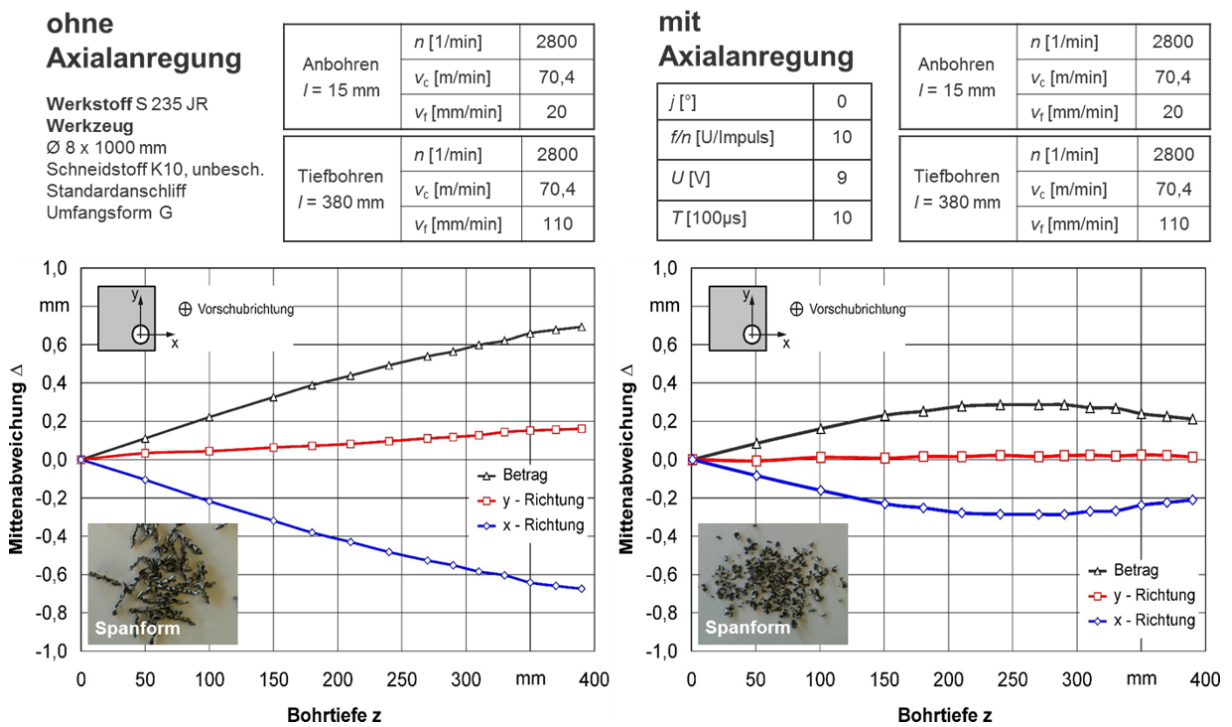 ohne
Axialanregung
Werkstoff S 235 JR
Werkzeug
Ø 8 x 1000 mm
Schneidstoff K10, unbesch.
Standardanschliff
Umfangsform G
Anbohren
l = 15 mm
n [1/min] 2800
vc [m/min] 70,4
vf [mm/min] 20
Tiefbohren
l = 380 mm
n [1/min] 2800
vc [m/min] 70,4
vf [mm/min] 110
mit
Axialanregung
j [°] 0
f/n [U/Impuls] 10
U [V] 9
T [100µs] 10
Anbohren
l = 15 mm
n [1/min] 2800
vc [m/min] 70,4
vf [mm/min] 20
Tiefbohren
l = 380 mm
n [1/min] 2800
vc [m/min] 70,4
vf [mm/min] 110
Mittenabweichung Δ
1,0
mm
0,6
0,4
0,2
0,0
-0,2
-0,4
-0,6
-0,8
-1,0
y
x
Vorschubrichtung
Betrag
y - Richtung
x - Richtung
Spanform
0 50 100 150 200 250 300 mm 400
Bohrtiefe z
Mittenabweichung Δ
1,0
mm
0,6
0,4
0,2
0,0
-0,2
-0,4
-0,6
-0,8
-1,0
y
x
Vorschubrichtung
Betrag
y - Richtung
x - Richtung
Spanform
0 50 100 150 200 250 300 mm 400
Bohrtiefe z